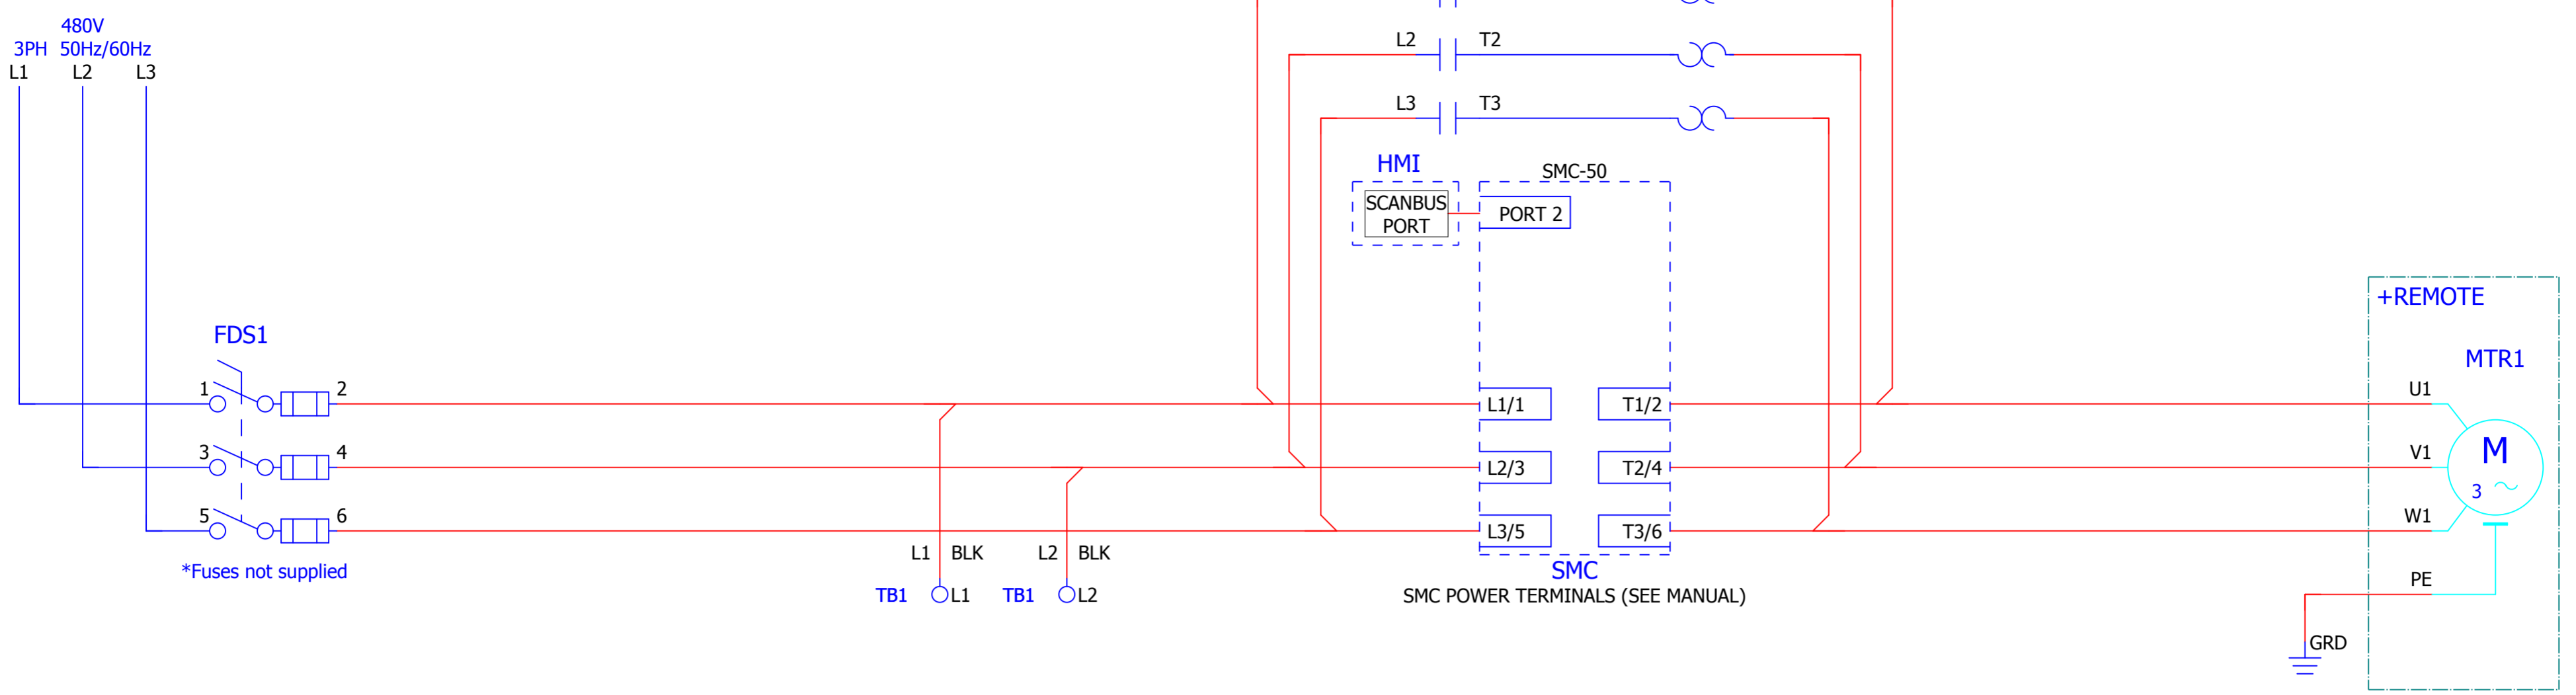 480V
3PH 50Hz/60Hz
L1 L2 L3
L2 T2
L3 T3
HMI
SMC-50
SCANBUS
PORT
PORT 2
+REMOTE
FDS1
MTR1
1 2
L1/1 T1/2
U1
3 4
L2/3 T2/4
V1
M
3
5 6
L3/5 T3/6
W1
L1 BLK L2 BLK
*Fuses not supplied
SMC
PE
TB1 L1 TB1 L2
SMC POWER TERMINALS (SEE MANUAL)
GRD